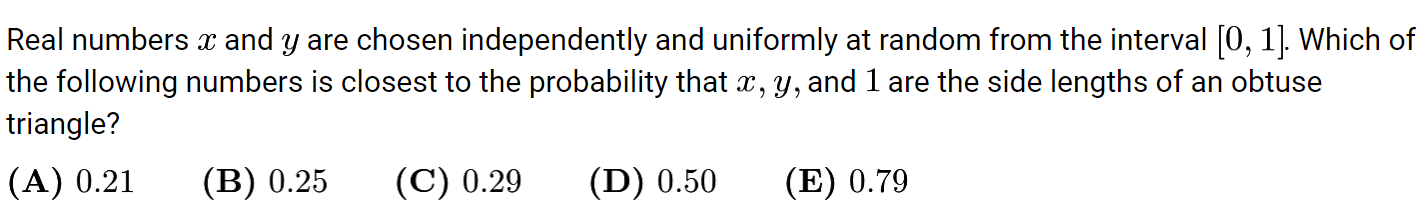 Real numbers x and y are chosen independently and uniformly at random from the interval [0, 1]. Which of
the following numbers is closest to the probability that x, y, and 1 are the side lengths of an obtuse
triangle?
(A) 0.21 (B) 0.25 (C) 0.29 (D) 0.50 (E) 0.79